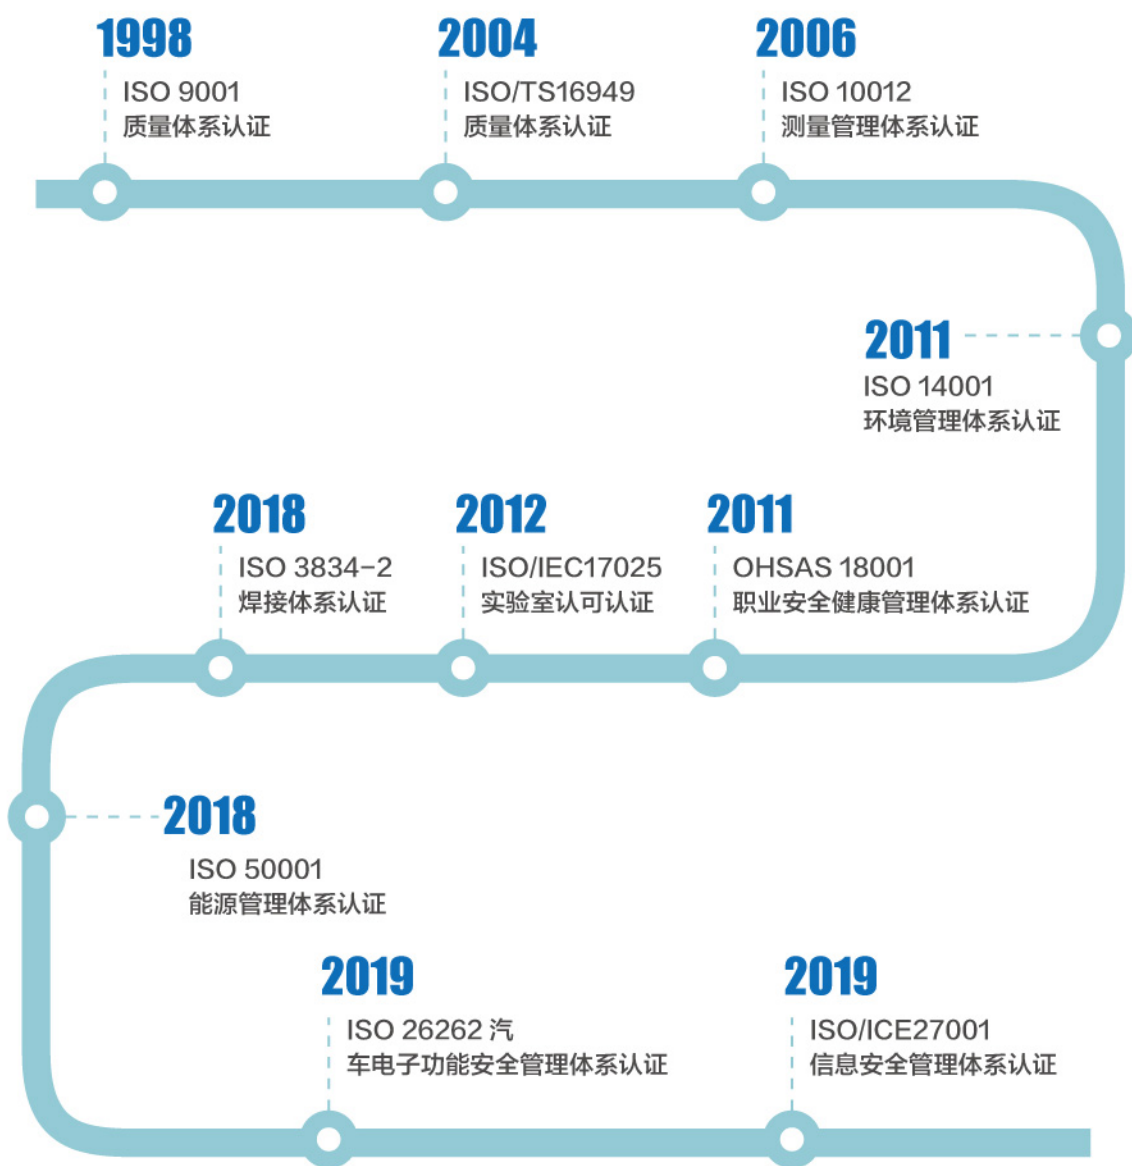 1998
ISO 9001
质量体系认证
2004
ISO/TS16949
质量体系认证
2006
ISO 10012
测量管理体系认证
2011
ISO 14001
环境管理体系认证
2011
OHSAS 18001
职业安全健康管理体系认证
2012
ISO/IEC17025
实验室认可认证
2018
ISO 3834-2
焊接体系认证
2018
ISO 50001
能源管理体系认证
2019
ISO 26262 汽
车电子功能安全管理体系认证
2019
ISO/ICE27001
信息安全管理体系认证